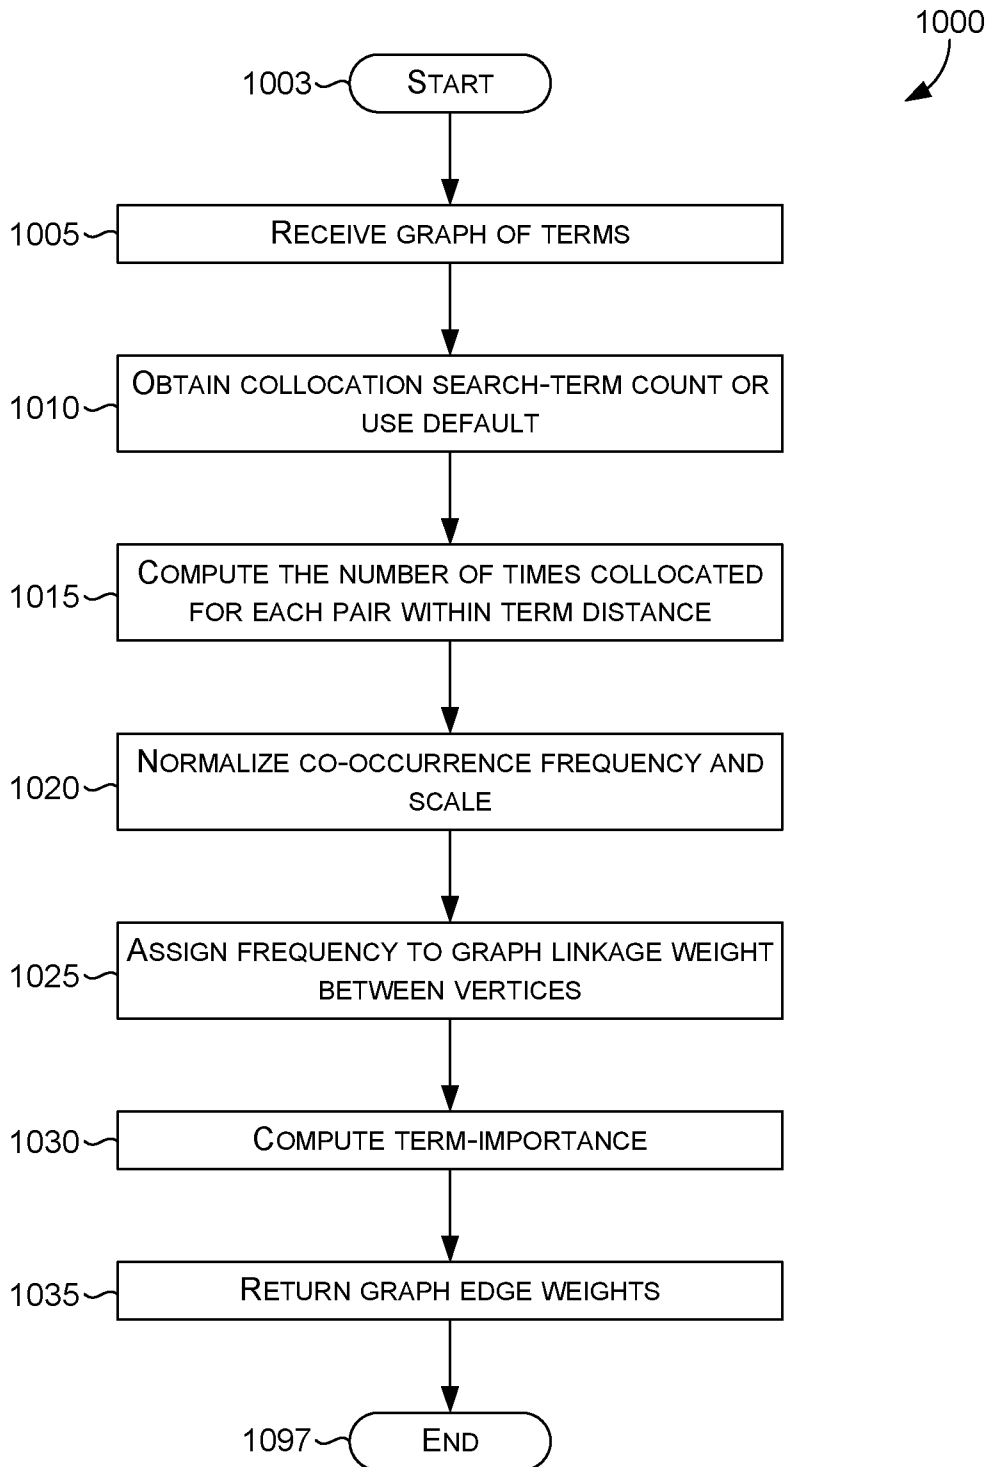 1000
1003 START
1005 RECEIVE GRAPH OF TERMS
1010 OBTAIN COLLOCATION SEARCH-TERM COUNT OR
USE DEFAULT
1015 COMPUTE THE NUMBER OF TIMES COLLOCATED
FOR EACH PAIR WITHIN TERM DISTANCE
1020 NORMALIZE CO-OCCURRENCE FREQUENCY AND
SCALE
1025 ASSIGN FREQUENCY TO GRAPH LINKAGE WEIGHT
BETWEEN VERTICES
1030 COMPUTE TERM-IMPORTANCE
1035 RETURN GRAPH EDGE WEIGHTS
1097 END